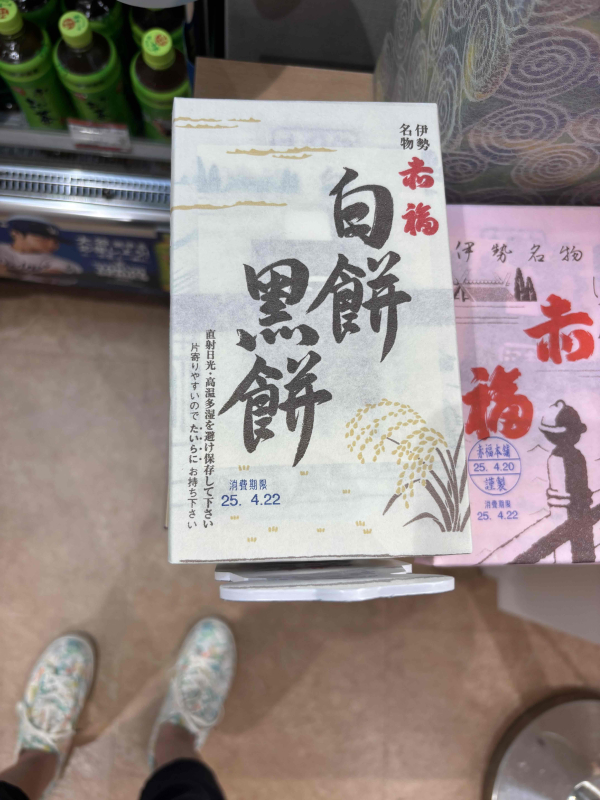 伊勢
名物
赤福
白餅
黒餅
直射日光・高温多湿を避け保存して下さい
片寄りやすいのでたいらにお持ち下さい
消費期限
25. 4.22
伊勢名物
赤
福
赤福本舗
25. 4.20
謹製
消費期限
25. 4.22